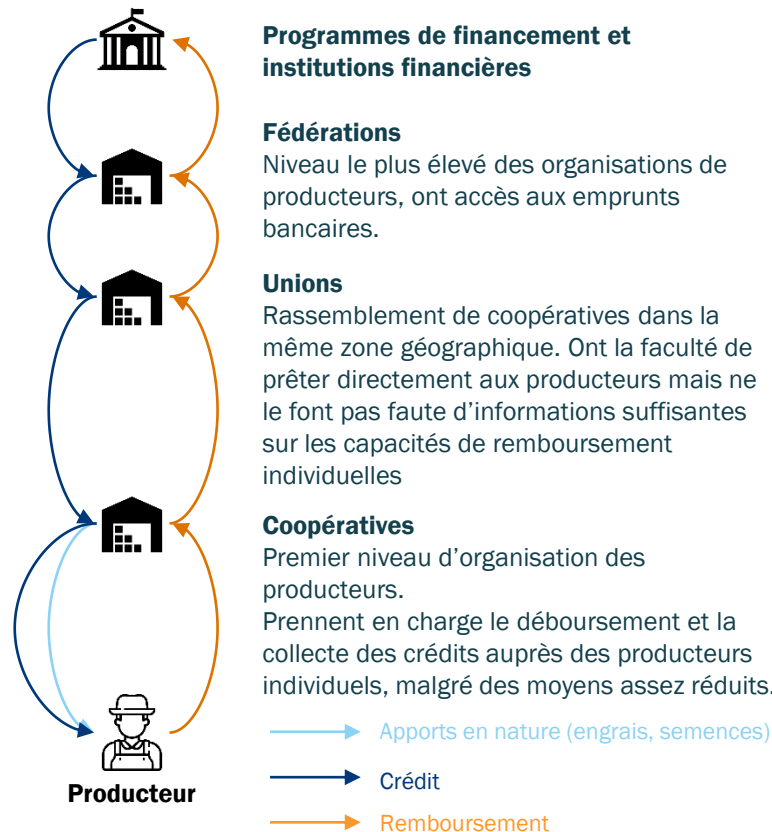 Programmes de financement et
institutions financières
Fédérations
Niveau le plus élevé des organisations de
producteurs, ont accès aux emprunts
bancaires.
Unions
Rassemblement de coopératives dans la
même zone géographique. Ont la faculté de
prêter directement aux producteurs mais ne
le font pas faute d'informations suffisantes
sur les capacités de remboursement
individuelles
Coopératives
Premier niveau d'organisation des
producteurs.
Prennent en charge le déboursement et la
collecte des crédits auprès des producteurs
individuels, malgré des moyens assez réduits.
Producteur
Apports en nature (engrais, semences)
Crédit
Remboursement